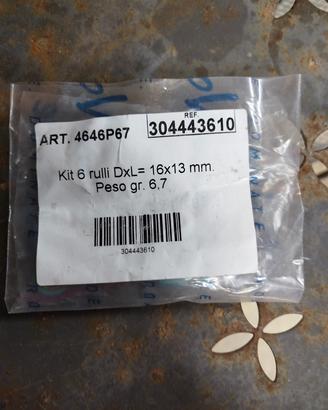 ART. 4646P67
REF
304443610
Kit 6 rulli DxL= 16x13 mm.
Peso gr. 6,7
304443610